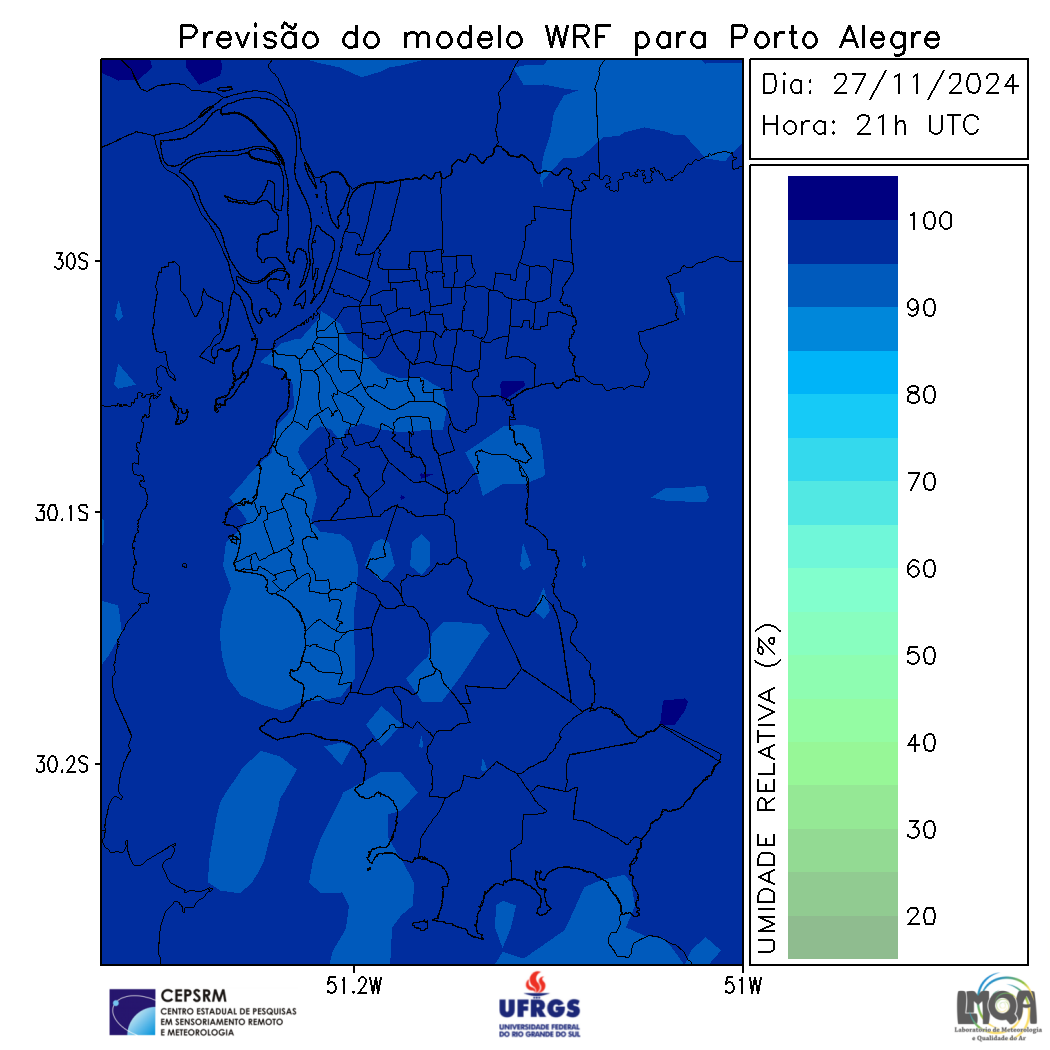 Previsão do modelo WRF para Porto Alegre
Dia: 27/11/2024
Hora: 21h UTC
30S
30.1S
30.2S
51.2W
51W
UMIDADE RELATIVA (%)
100
90
80
70
60
50
40
30
20
CEPSRM
CENTRO ESTADUAL DE PESQUISAS
EM SENSORIAMENTO REMOTO
E METEOROLOGIA
UFRGS
UNIVERSIDADE FEDERAL
DO RIO GRANDE DO SUL
LMQA
Laboratório de Meteorologia
e Qualidade do Ar